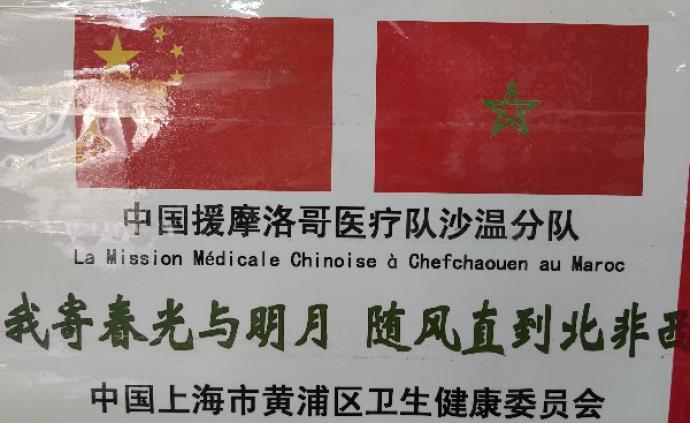 中国援摩洛哥医疗队沙温分队
La Mission Médicale Chinoise à Chefchaouen au Maroc
我寄春光与明月 随风直到北非西
中国上海市黄浦区卫生健康委员会